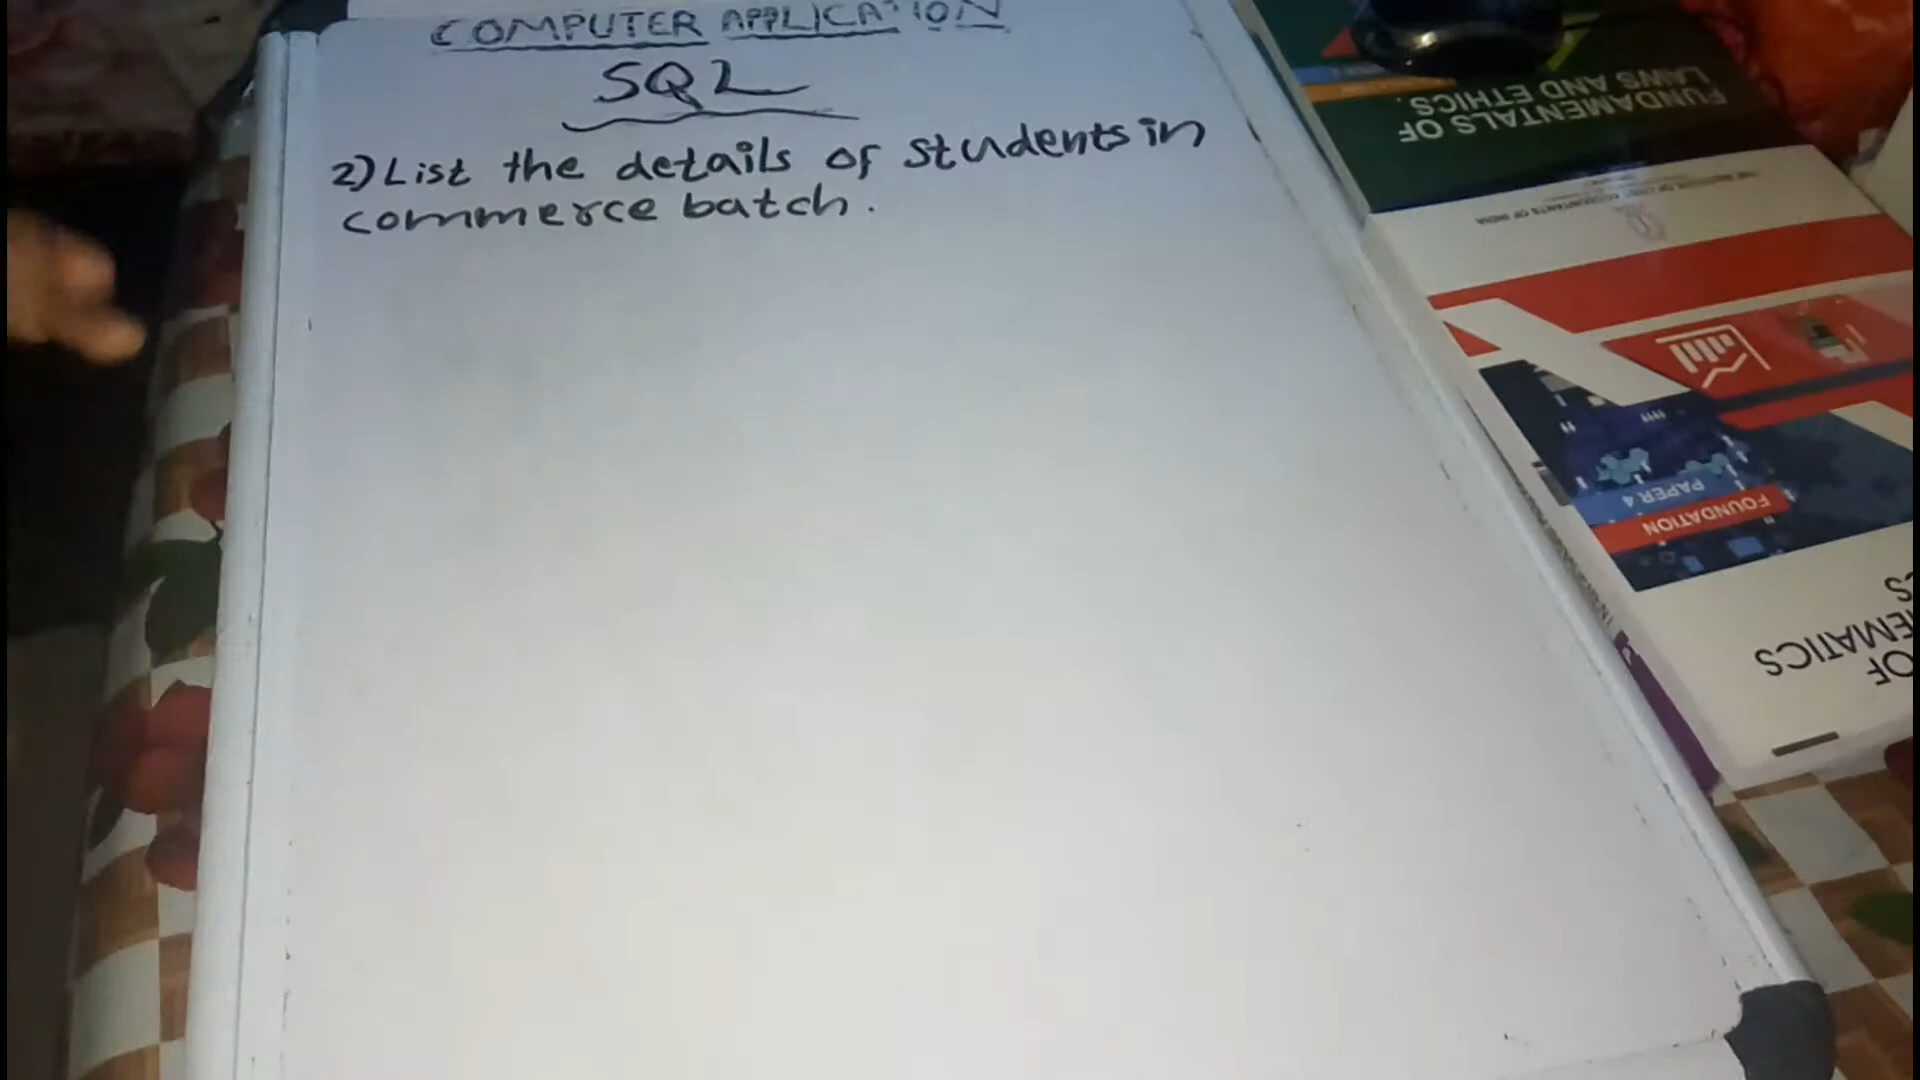 COMPUTER APPLICATION
SQL
2) List the details of students in
commerce batch.
FUNDAMENTALS OF
LAWS AND ETHICS
FOUNDATION
PAPER 4
OF